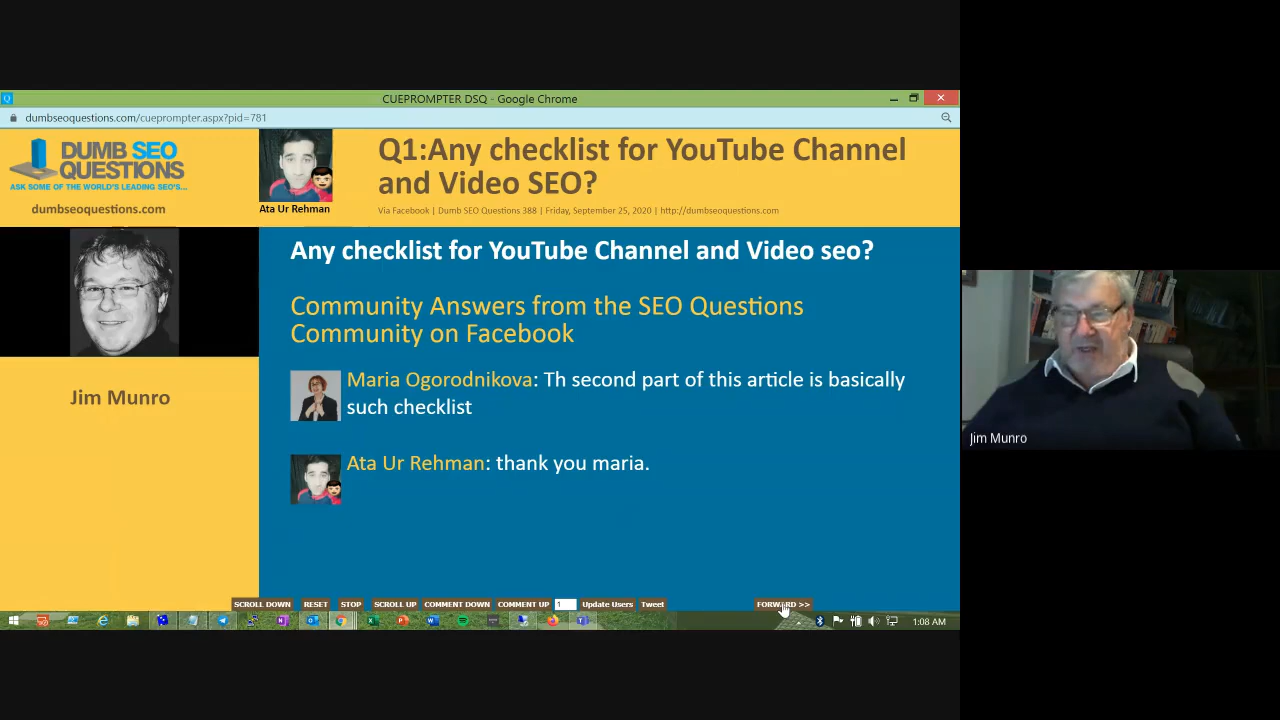 CUEPROMPTER DSQ - Google Chrome
dumbseoquestions.com/cueprompter.aspx?pid=781
DUMB SEO
QUESTIONS
ASK SOME OF THE WORLD'S LEADING SEO'S...
dumbseoquestions.com
Ata Ur Rehman
Q1:Any checklist for YouTube Channel
and Video SEO?
Via Facebook | Dumb SEO Questions 388 | Friday, September 25, 2020 | http://dumbseoquestions.com
Jim Munro
Any checklist for YouTube Channel and Video seo?
Community Answers from the SEO Questions
Community on Facebook
Maria Ogorodnikova: Th second part of this article is basically
such checklist
Ata Ur Rehman: thank you maria.
Jim Munro
SCROLL DOWN RESET STOP SCROLL UP COMMENT DOWN COMMENT UP 1 Update Users Tweet FORWARD >>
1:08 AM